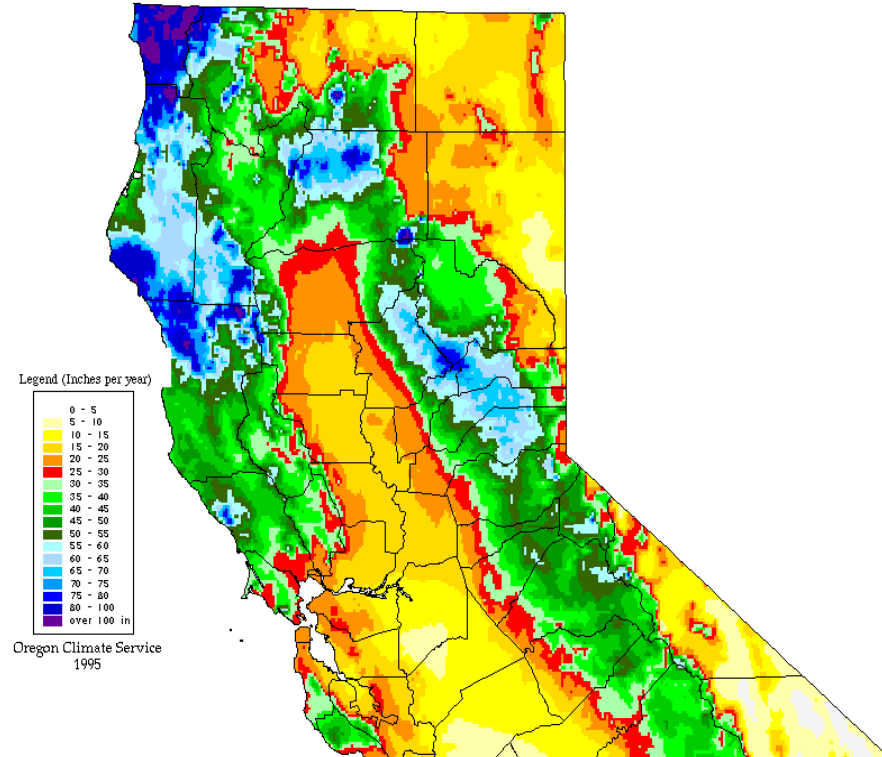 Legend (Inches per year)
0 - 5
5 - 10
10 - 15
15 - 20
20 - 25
25 - 30
30 - 35
35 - 40
40 - 45
45 - 50
50 - 55
55 - 60
60 - 65
65 - 70
70 - 75
75 - 80
80 - 100
over 100 in
Oregon Climate Service
1995